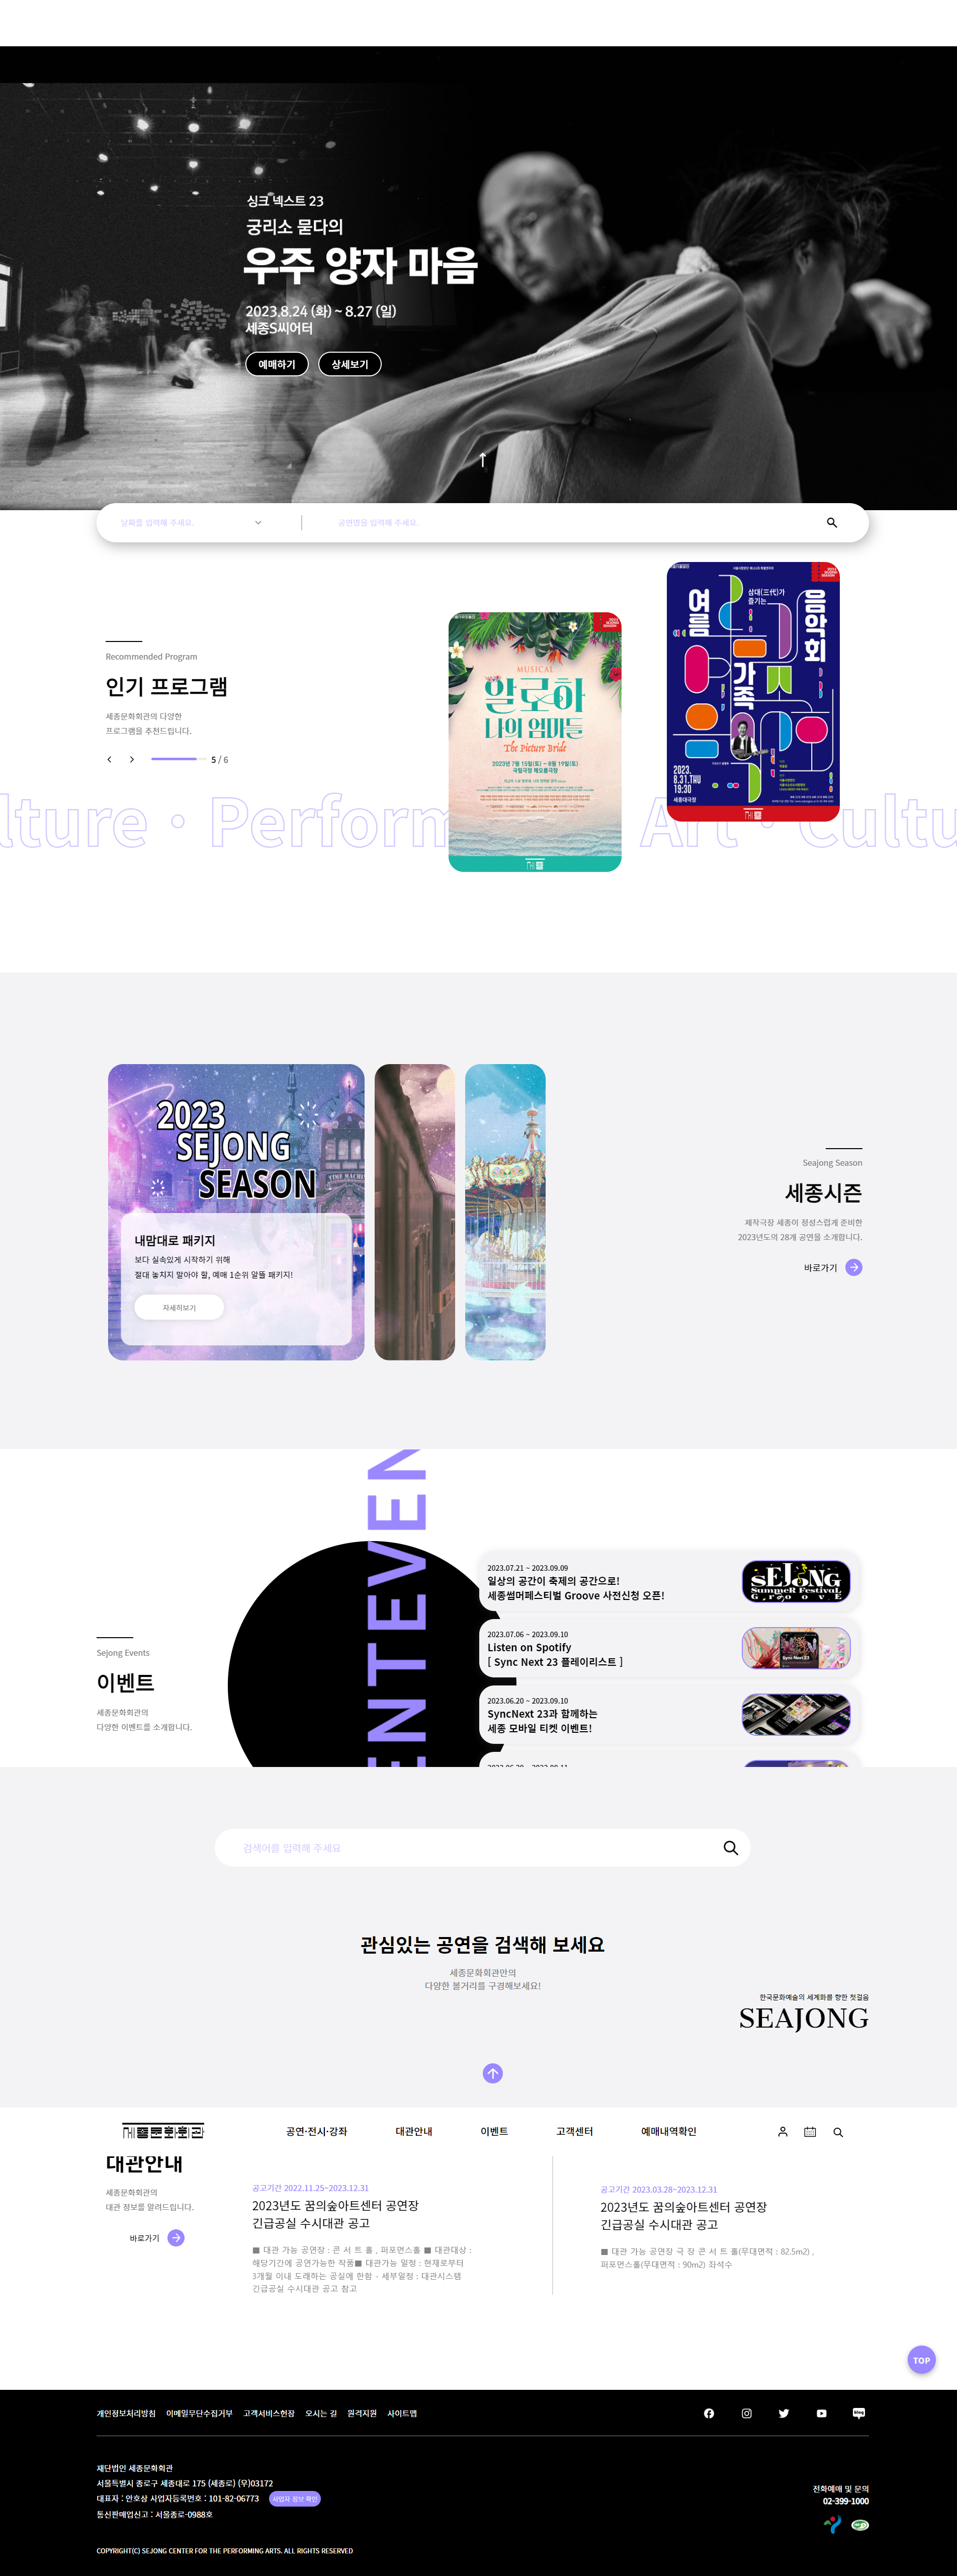 싱크 넥스트 23
궁리소 묻다의
우주 양자 마음
2023.8.24 (화) ~ 8.27 (일)
세종S씨어터
예매하기
상세보기
날짜를 입력해 주세요.
공연명을 입력해 주세요.
Recommended Program
인기 프로그램
세종문화회관의 다양한
프로그램을 추천드립니다.
5 / 6
MUSICAL
알로하
나의 엄마들
The Picture Bride
2023년 7월 15일(토) ~ 8월 19일(토)
국립극장 해오름극장
삼대(三代)가
즐기는
여름
가족
음악회
2023.
8.31.THU
19:30
세종대극장
lture · Perform
Art · Cultu
2023
SEJONG
SEASON
TIME MACHINE
내맘대로 패키지
보다 실속있게 시작하기 위해
절대 놓치지 말아야 할, 예매 1순위 알뜰 패키지!
자세히보기
Seajong Season
세종시즌
제작극장 세종이 정성스럽게 준비한
2023년도의 28개 공연을 소개합니다.
바로가기
ENTEVEN
Sejong Events
이벤트
세종문화회관의
다양한 이벤트를 소개합니다.
2023.07.21 ~ 2023.09.09
일상의 공간이 축제의 공간으로!
세종썸머페스티벌 Groove 사전신청 오픈!
SEJONG
Summer Festival
Groove
2023.07.06 ~ 2023.09.10
Listen on Spotify
[ Sync Next 23 플레이리스트 ]
Sync Next 23
2023.06.20 ~ 2023.09.10
SyncNext 23과 함께하는
세종 모바일 티켓 이벤트!
검색어를 입력해 주세요
관심있는 공연을 검색해 보세요
세종문화회관안의
다양한 볼거리를 구경해보세요!
한국문화예술의 세계화를 향한 첫걸음
SEAJONG
공연·전시·강좌
대관안내
이벤트
고객센터
예매내역확인
대관안내
세종문화회관의
대관 정보를 알려드립니다.
바로가기
공고기간 2022.11.25~2023.12.31
2023년도 꿈의숲아트센터 공연장
긴급공실 수시대관 공고
■ 대관 가능 공연장 : 콘 서 트 홀 , 퍼포먼스홀 ■ 대관대상 :
해당기간에 공연가능한 작품■ 대관가능 일정 : 현재로부터
3개월 이내 도래하는 공실에 한함 - 세부일정 : 대관시스템
긴급공실 수시대관 공고 참고
공고기간 2023.03.28~2023.12.31
2023년도 꿈의숲아트센터 공연장
긴급공실 수시대관 공고
■ 대관 가능 공연장 극 장 콘 서 트 홀(무대면적 : 82.5m2) ,
퍼포먼스홀(무대면적 : 90m2) 좌석수
TOP
개인정보처리방침
이메일무단수집거부
고객서비스헌장
오시는 길
원격지원
사이트맵
blog
재단법인 세종문화회관
서울특별시 종로구 세종대로 175 (세종로) (우)03172
대표자 : 안호상 사업자등록번호 : 101-82-06773
사업자 정보 확인
통신판매업신고 : 서울종로-0988호
전화예매 및 문의
02-399-1000
COPYRIGHT(C) SEJONG CENTER FOR THE PERFORMING ARTS. ALL RIGHTS RESERVED